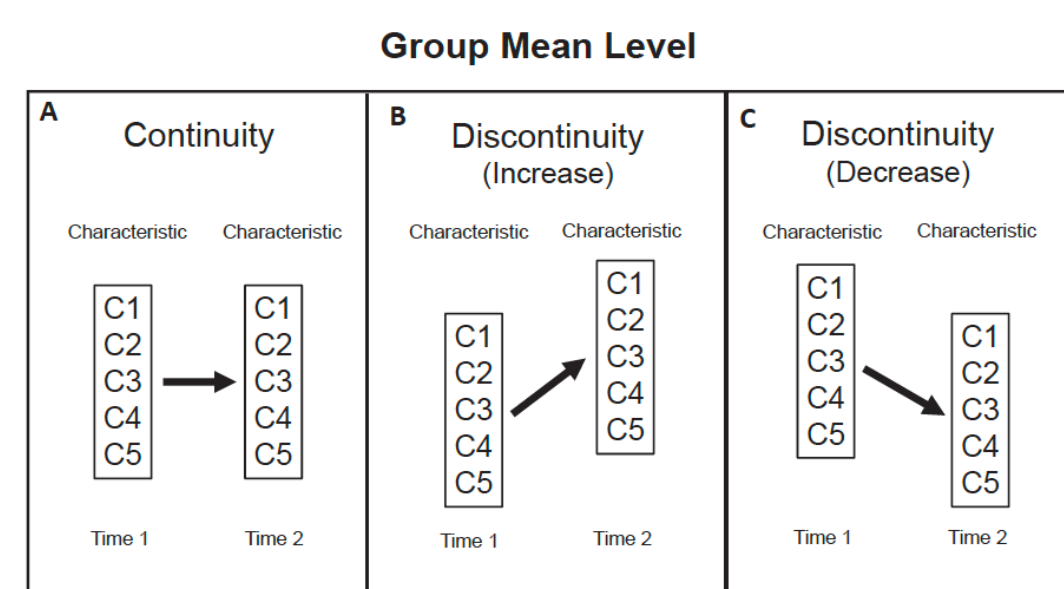 Group Mean Level
A
Continuity
Characteristic Characteristic
C1 C1
C2 C2
C3 C3
C4 C4
C5 C5
Time 1 Time 2
B
Discontinuity
(Increase)
Characteristic Characteristic
C1 C1
C2 C2
C3 C3
C4 C4
C5 C5
Time 1 Time 2
C
Discontinuity
(Decrease)
Characteristic Characteristic
C1 C1
C2 C2
C3 C3
C4 C4
C5 C5
Time 1 Time 2